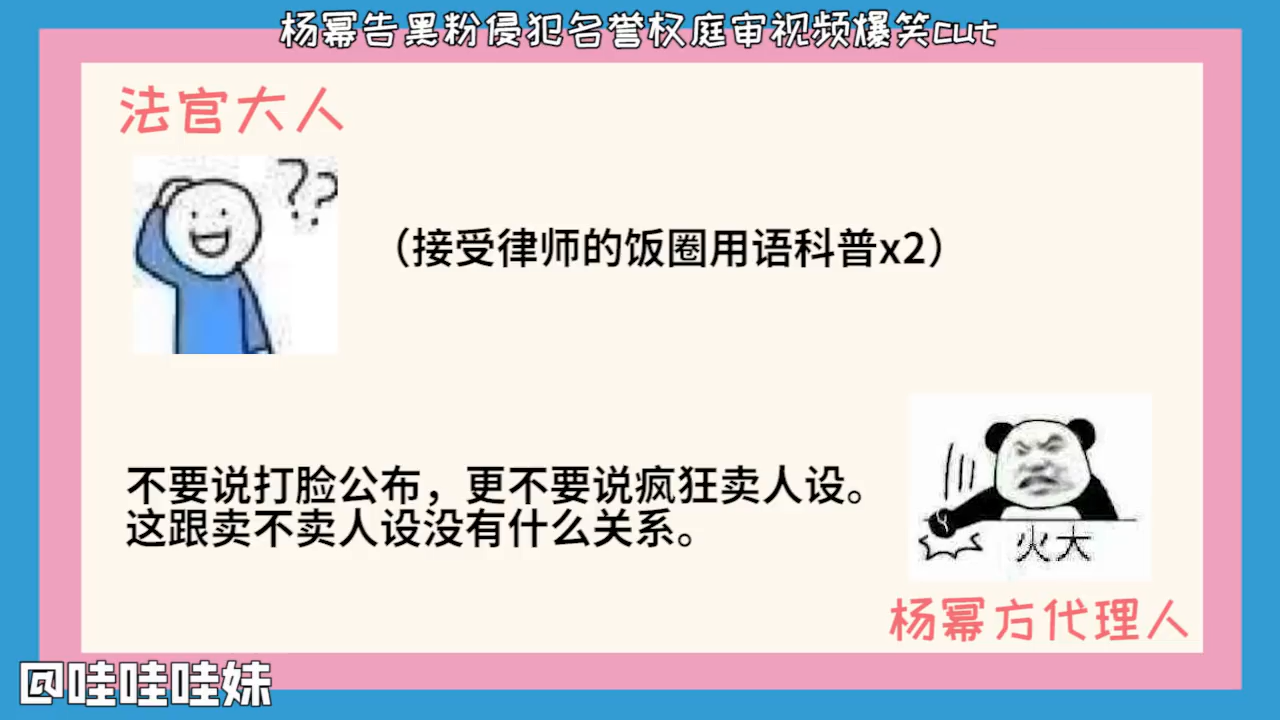 杨幂告黑粉侵犯名誉权庭审视频爆笑cut
法官大人
??
（接受律师的饭圈用语科普x2）
不要说打脸公布，更不要说疯狂卖人设。
这跟卖不卖人设没有什么关系。
火大
杨幂方代理人
@哇哇哇妹